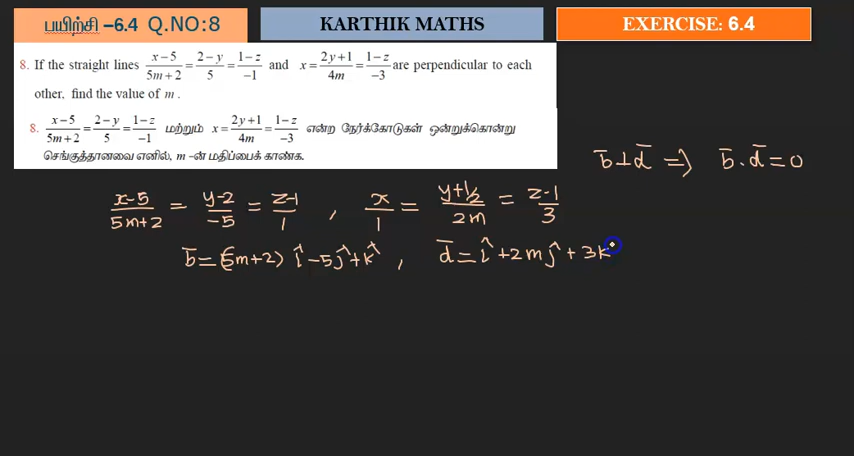 பயிற்சி –6.4 Q.NO:8
KARTHIK MATHS
EXERCISE: 6.4
8. If the straight lines (x−5)/(5m+2) = (2−y)/5 = (1−z)/−1 and x = (2y+1)/4m = (1−z)/−3 are perpendicular to each
other, find the value of m .
8. (x−5)/(5m+2) = (2−y)/5 = (1−z)/−1 மற்றும் x = (2y+1)/4m = (1−z)/−3 என்ற நேர்க்கோடுகள் ஒன்றுக்கொன்று
செங்குத்தானவை எனில், m -ன் மதிப்பைக் காண்க.
b̄ ⊥ d̄ ⇒ b̄ . d̄ = 0
(x−5)/(5m+2) = (y−2)/−5 = (z−1)/1 , x/1 = (y+1/2)/2m = (z−1)/3
b̄ = (5m+2) î −5ĵ + k̂ , d̄ = î + 2mĵ + 3k